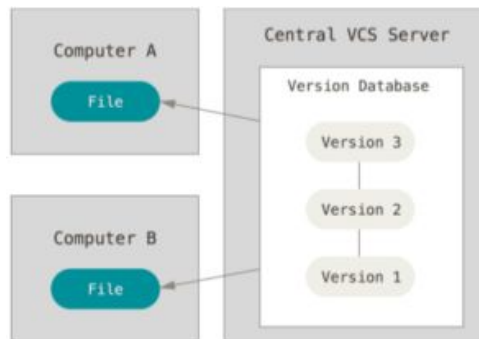 Computer A
File
Computer B
File
Central VCS Server
Version Database
Version 3
Version 2
Version 1